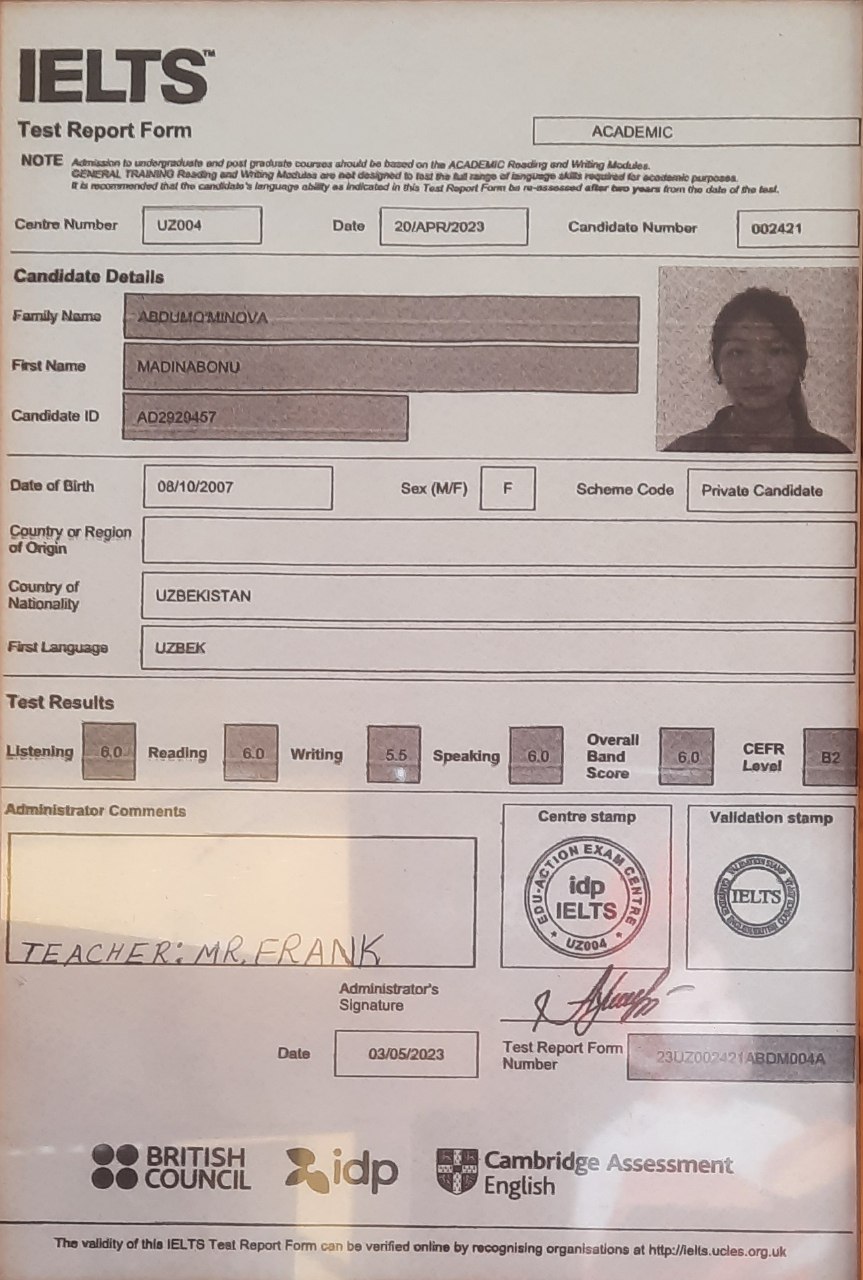 IELTS™
Test Report Form
ACADEMIC
NOTE Admission to undergraduate and post graduate courses should be based on the ACADEMIC Reading and Writing Modules.
GENERAL TRAINING Reading and Writing Modules are not designed to test the full range of language skills required for academic purposes.
It is recommended that the candidate's language ability as indicated in this Test Report Form be re-assessed after two years from the date of the test.
Centre Number UZ004 Date 20/APR/2023 Candidate Number 002421
Candidate Details
Family Name ABDUMO'MINOVA
First Name MADINABONU
Candidate ID AD2929457
Date of Birth 08/10/2007 Sex (M/F) F Scheme Code Private Candidate
Country or Region
of Origin
Country of
Nationality UZBEKISTAN
First Language UZBEK
Test Results
Listening 6.0 Reading 6.0 Writing 5.5 Speaking 6.0 Overall Band Score 6.0 CEFR Level B2
Administrator Comments
TEACHER: MR. FRANK
Centre stamp
EDU-ACTION EXAM CENTRE
idp
IELTS
UZ004
Validation stamp
IELTS
Administrator's
Signature
Date 03/05/2023
Test Report Form
Number 23UZ002421ABDM004A
BRITISH
COUNCIL
idp
Cambridge Assessment
English
The validity of this IELTS Test Report Form can be verified online by recognising organisations at http://ielts.ucles.org.uk